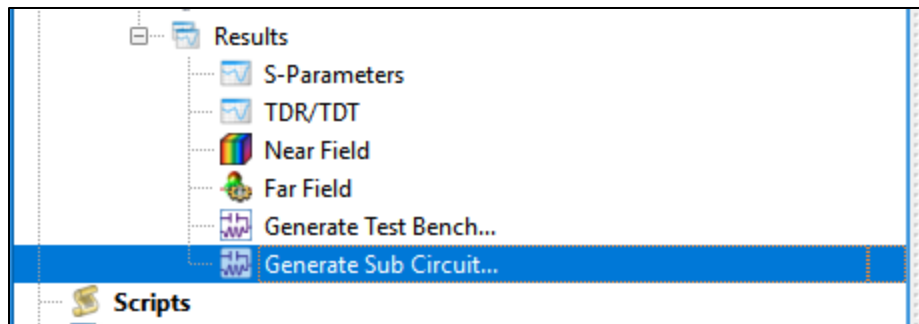 Results
S-Parameters
TDR/TDT
Near Field
Far Field
Generate Test Bench...
Generate Sub Circuit...
Scripts